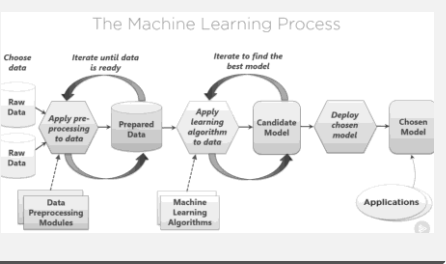 The Machine Learning Process
Choose
data
Iterate until data
is ready
Iterate to find the
best model
Raw
Data
Raw
Data
Apply pre-
processing
to data
Prepared
Data
Apply
learning
algorithm
to data
Candidate
Model
Deploy
chosen
model
Chosen
Model
Data
Preprocessing
Modules
Machine
Learning
Algorithms
Applications